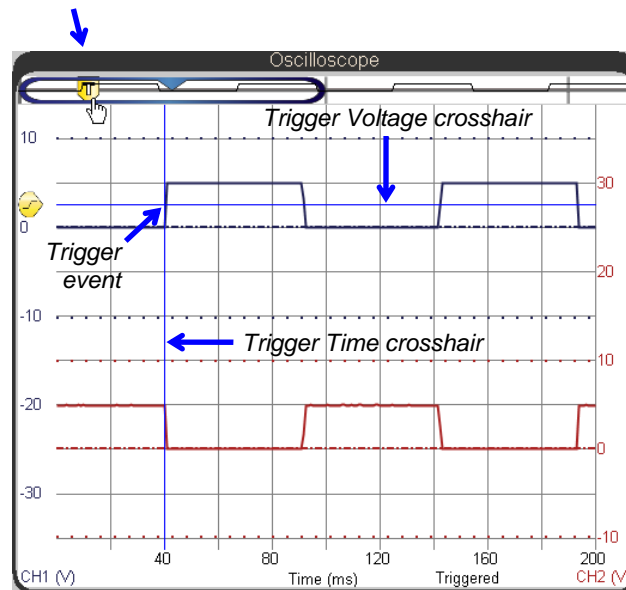 Oscilloscope
T
Trigger Voltage crosshair
10
30
0
Trigger
event
20
-10
Trigger Time crosshair
10
-20
0
-30
-10
40 80 120 160 200
CH1 (V) Time (ms) Triggered CH2 (V